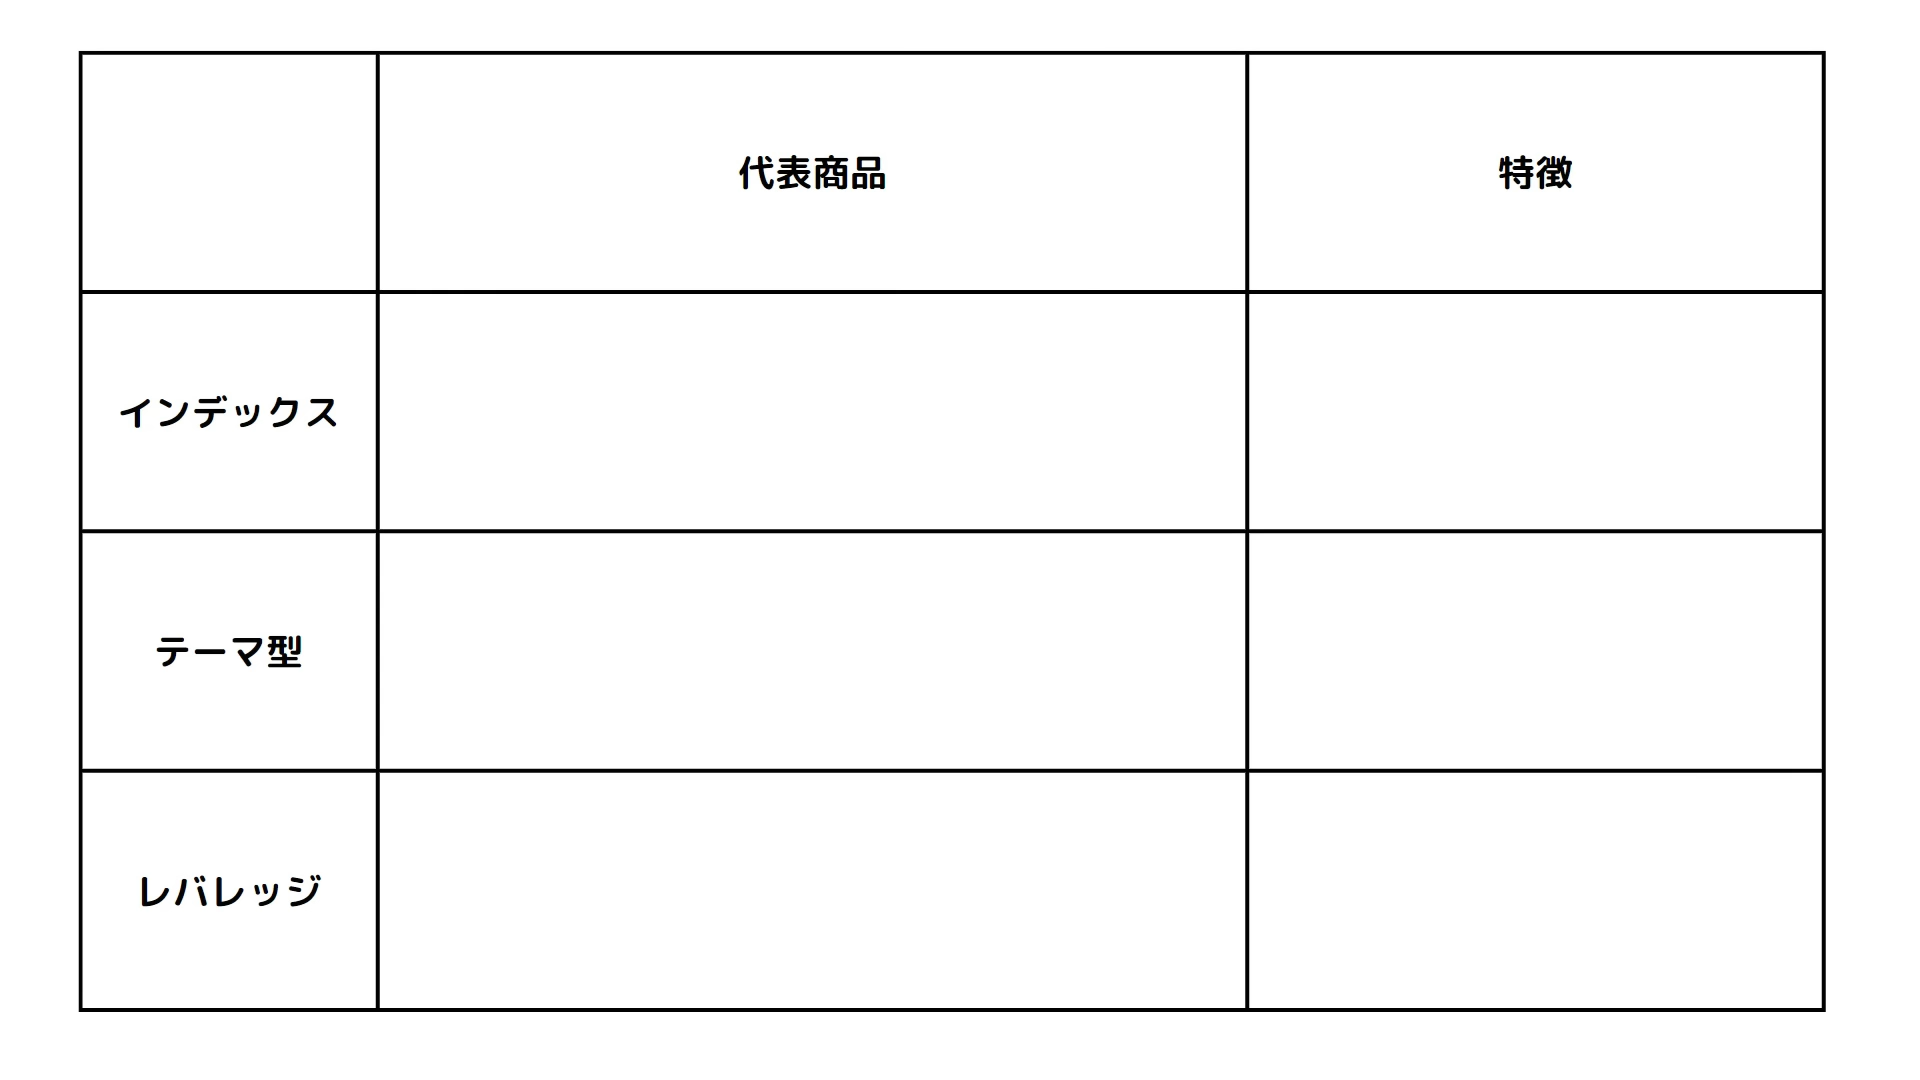 代表商品
特徴
インデックス
テーマ型
レバレッジ